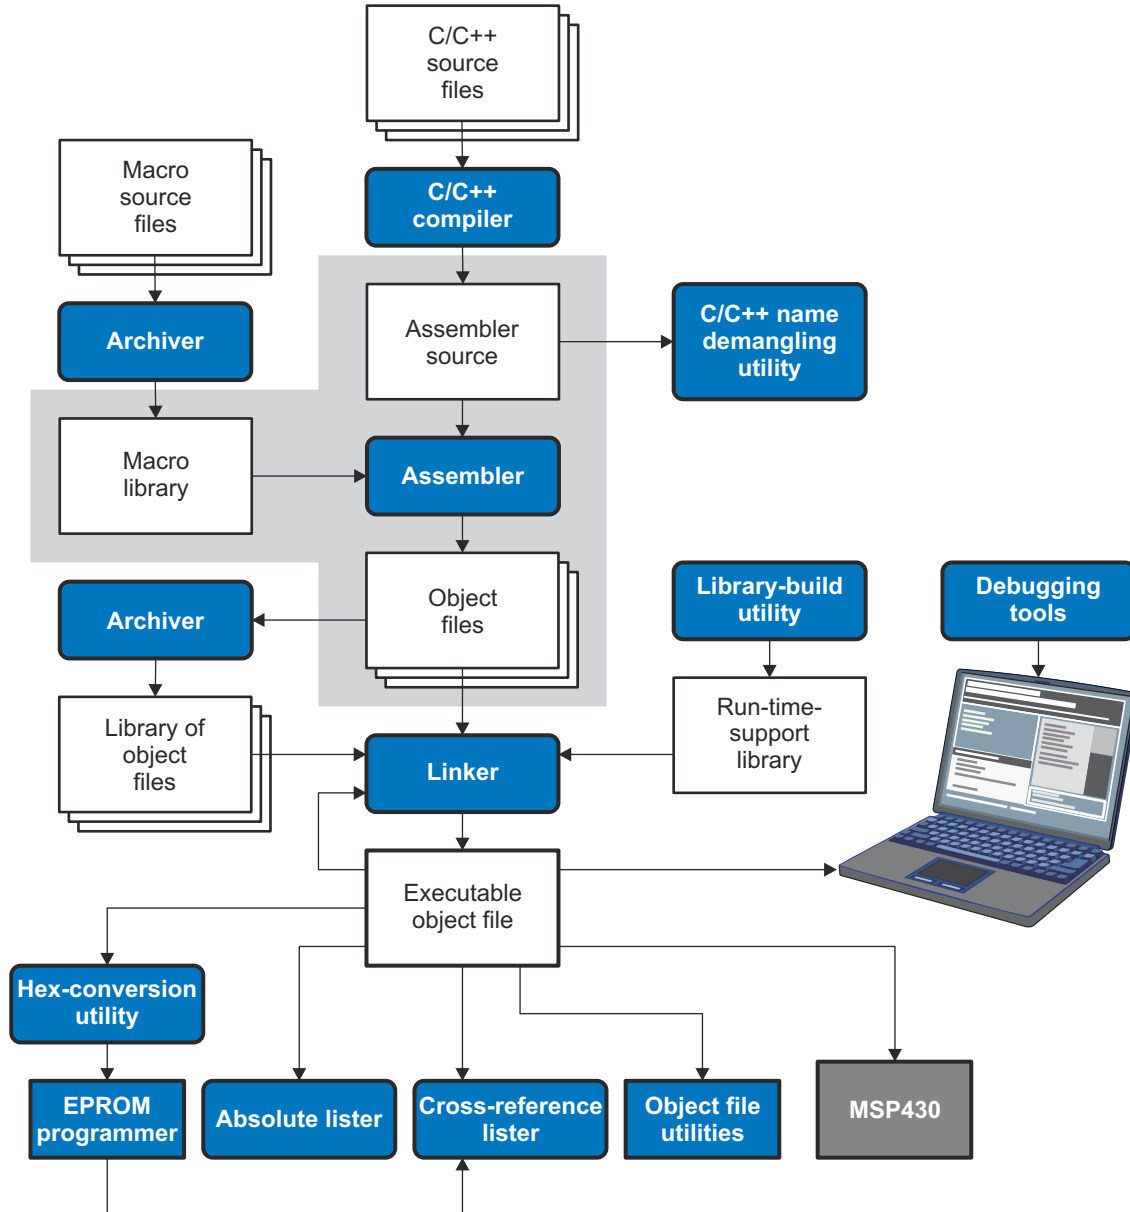 C/C++
source
files
Macro
source
files
C/C++
compiler
Archiver
Assembler
source
C/C++ name
demangling
utility
Macro
library
Assembler
Archiver
Object
files
Library-build
utility
Debugging
tools
Library of
object
files
Linker
Run-time-
support
library
Executable
object file
Hex-conversion
utility
EPROM
programmer
Absolute lister
Cross-reference
lister
Object file
utilities
MSP430